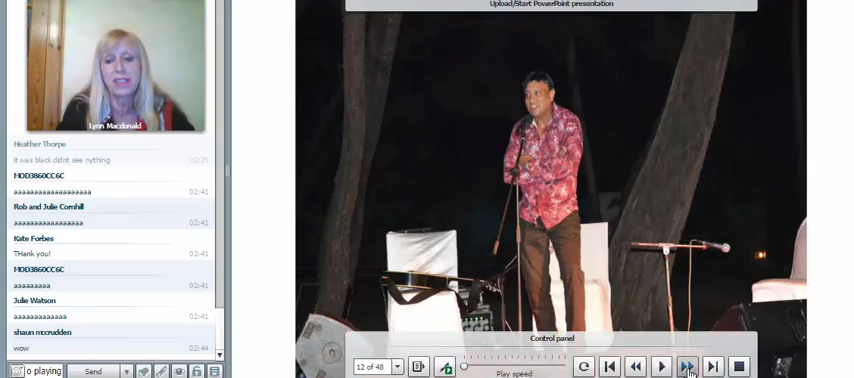 Upload/Start PowerPoint presentation
Lynn Macdonald
Heather Thorpe
it was black didnt see nything 02:39
MOD3860CC6C
aaaaaaaaaaaaaaaaaaa 02:41
Rob and Julie Cornhill
aaaaaaaaaaaaaaaaa 02:41
Kate Forbes
THank you! 02:41
MOD3860CC6C
aaaaaaaaa 02:41
Julie Watson
aaaaaaaaaaaaa 02:41
shaun mccrudden
wow 02:44
o playing
Send
Control panel
12 of 48
Play speed